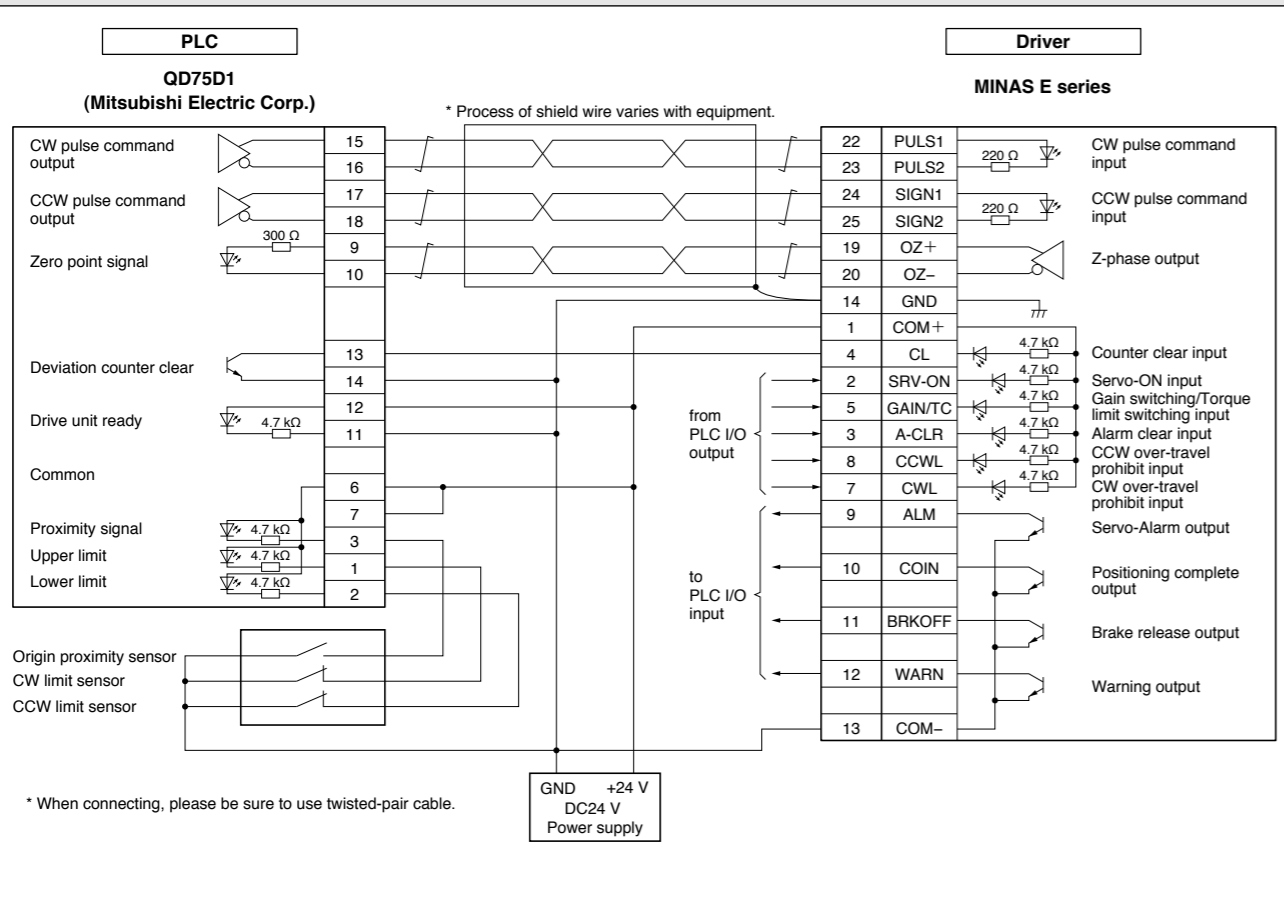 PLC
QD75D1
(Mitsubishi Electric Corp.)
Driver
MINAS E series
* Process of shield wire varies with equipment.
CW pulse command
output
15
16
CCW pulse command
output
17
18
Zero point signal
300 Ω
9
10
Deviation counter clear
13
14
Drive unit ready
4.7 kΩ
12
11
Common
6
7
Proximity signal
4.7 kΩ
3
Upper limit
4.7 kΩ
1
Lower limit
4.7 kΩ
2
Origin proximity sensor
CW limit sensor
CCW limit sensor
22 PULS1
23 PULS2
220 Ω
CW pulse command
input
24 SIGN1
25 SIGN2
220 Ω
CCW pulse command
input
19 OZ+
20 OZ−
Z-phase output
14 GND
1 COM+
4 CL 4.7 kΩ Counter clear input
from
PLC I/O
output
2 SRV-ON 4.7 kΩ Servo-ON input
5 GAIN/TC 4.7 kΩ Gain switching/Torque
limit switching input
3 A-CLR 4.7 kΩ Alarm clear input
8 CCWL 4.7 kΩ CCW over-travel
prohibit input
7 CWL 4.7 kΩ CW over-travel
prohibit input
to
PLC I/O
input
9 ALM Servo-Alarm output
10 COIN Positioning complete
output
11 BRKOFF Brake release output
12 WARN Warning output
13 COM−
GND +24 V
DC24 V
Power supply
* When connecting, please be sure to use twisted-pair cable.